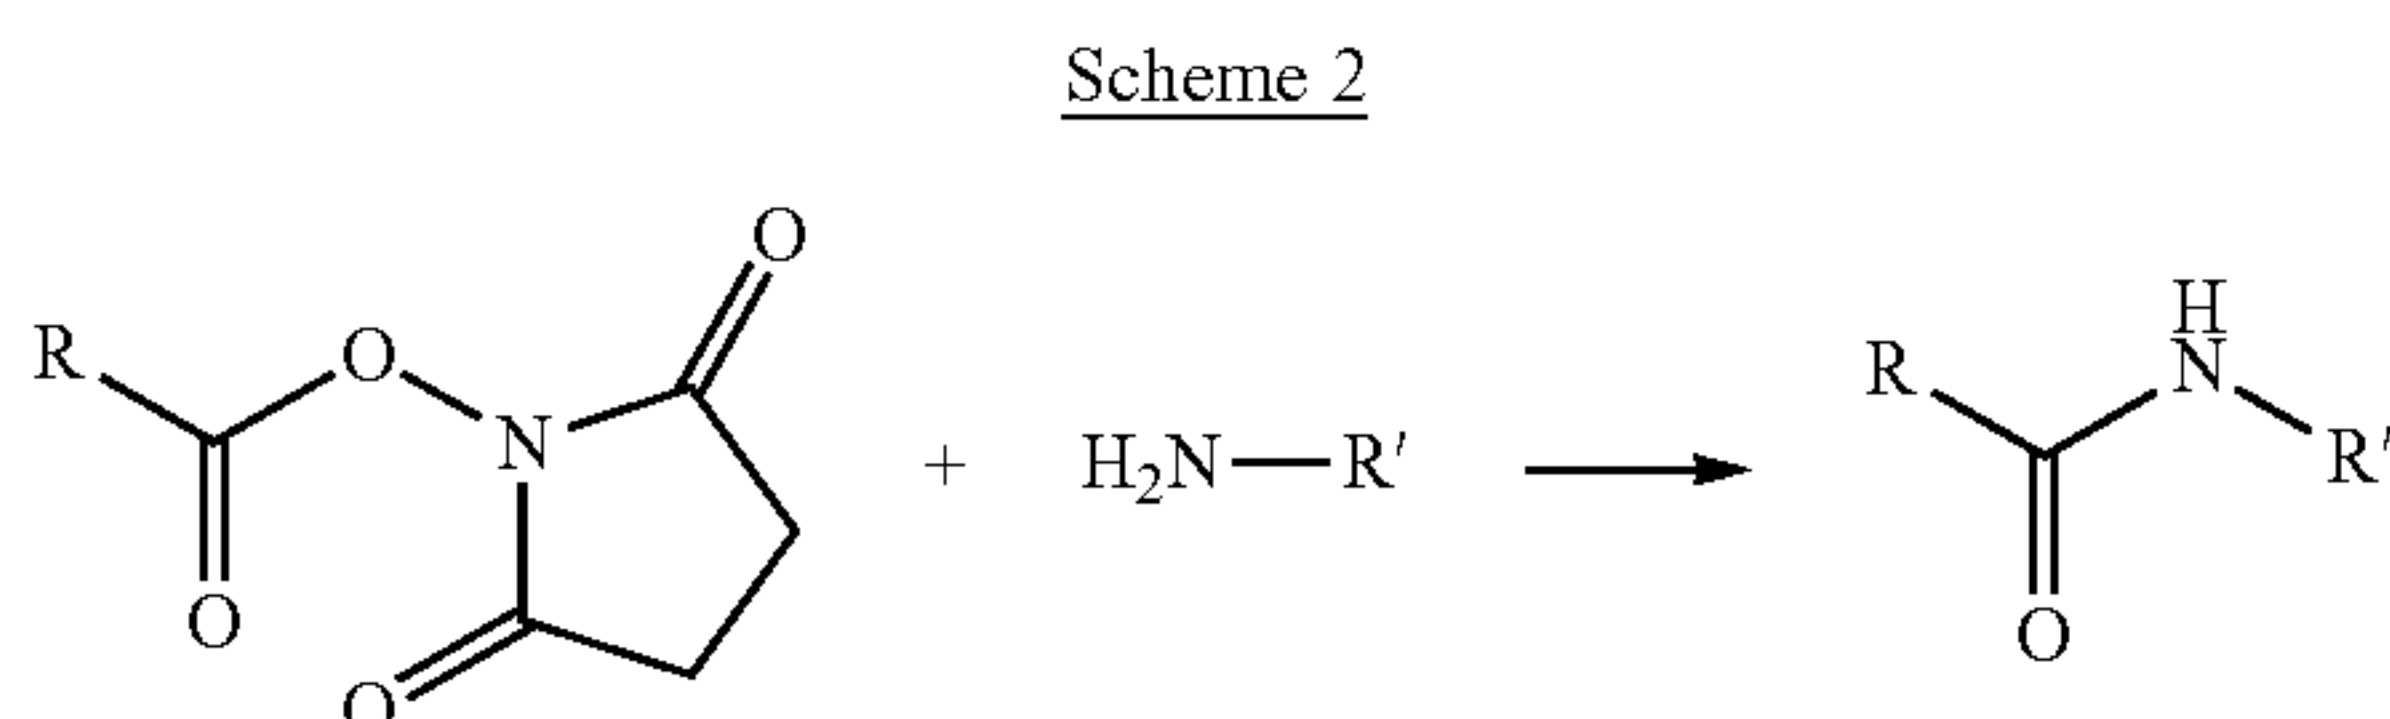 Scheme 2
O
R O H
N
N H₂N R' R
+ R'
O O
O